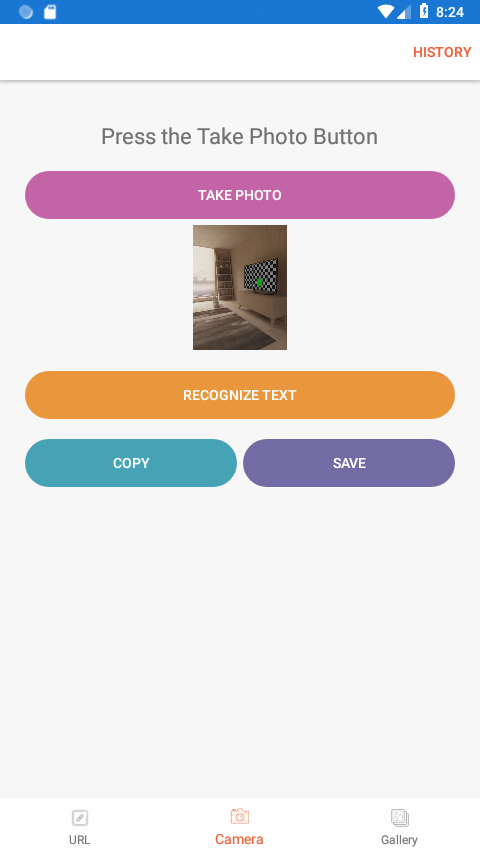 8:24
HISTORY
Press the Take Photo Button
TAKE PHOTO
RECOGNIZE TEXT
COPY SAVE
URL Camera Gallery